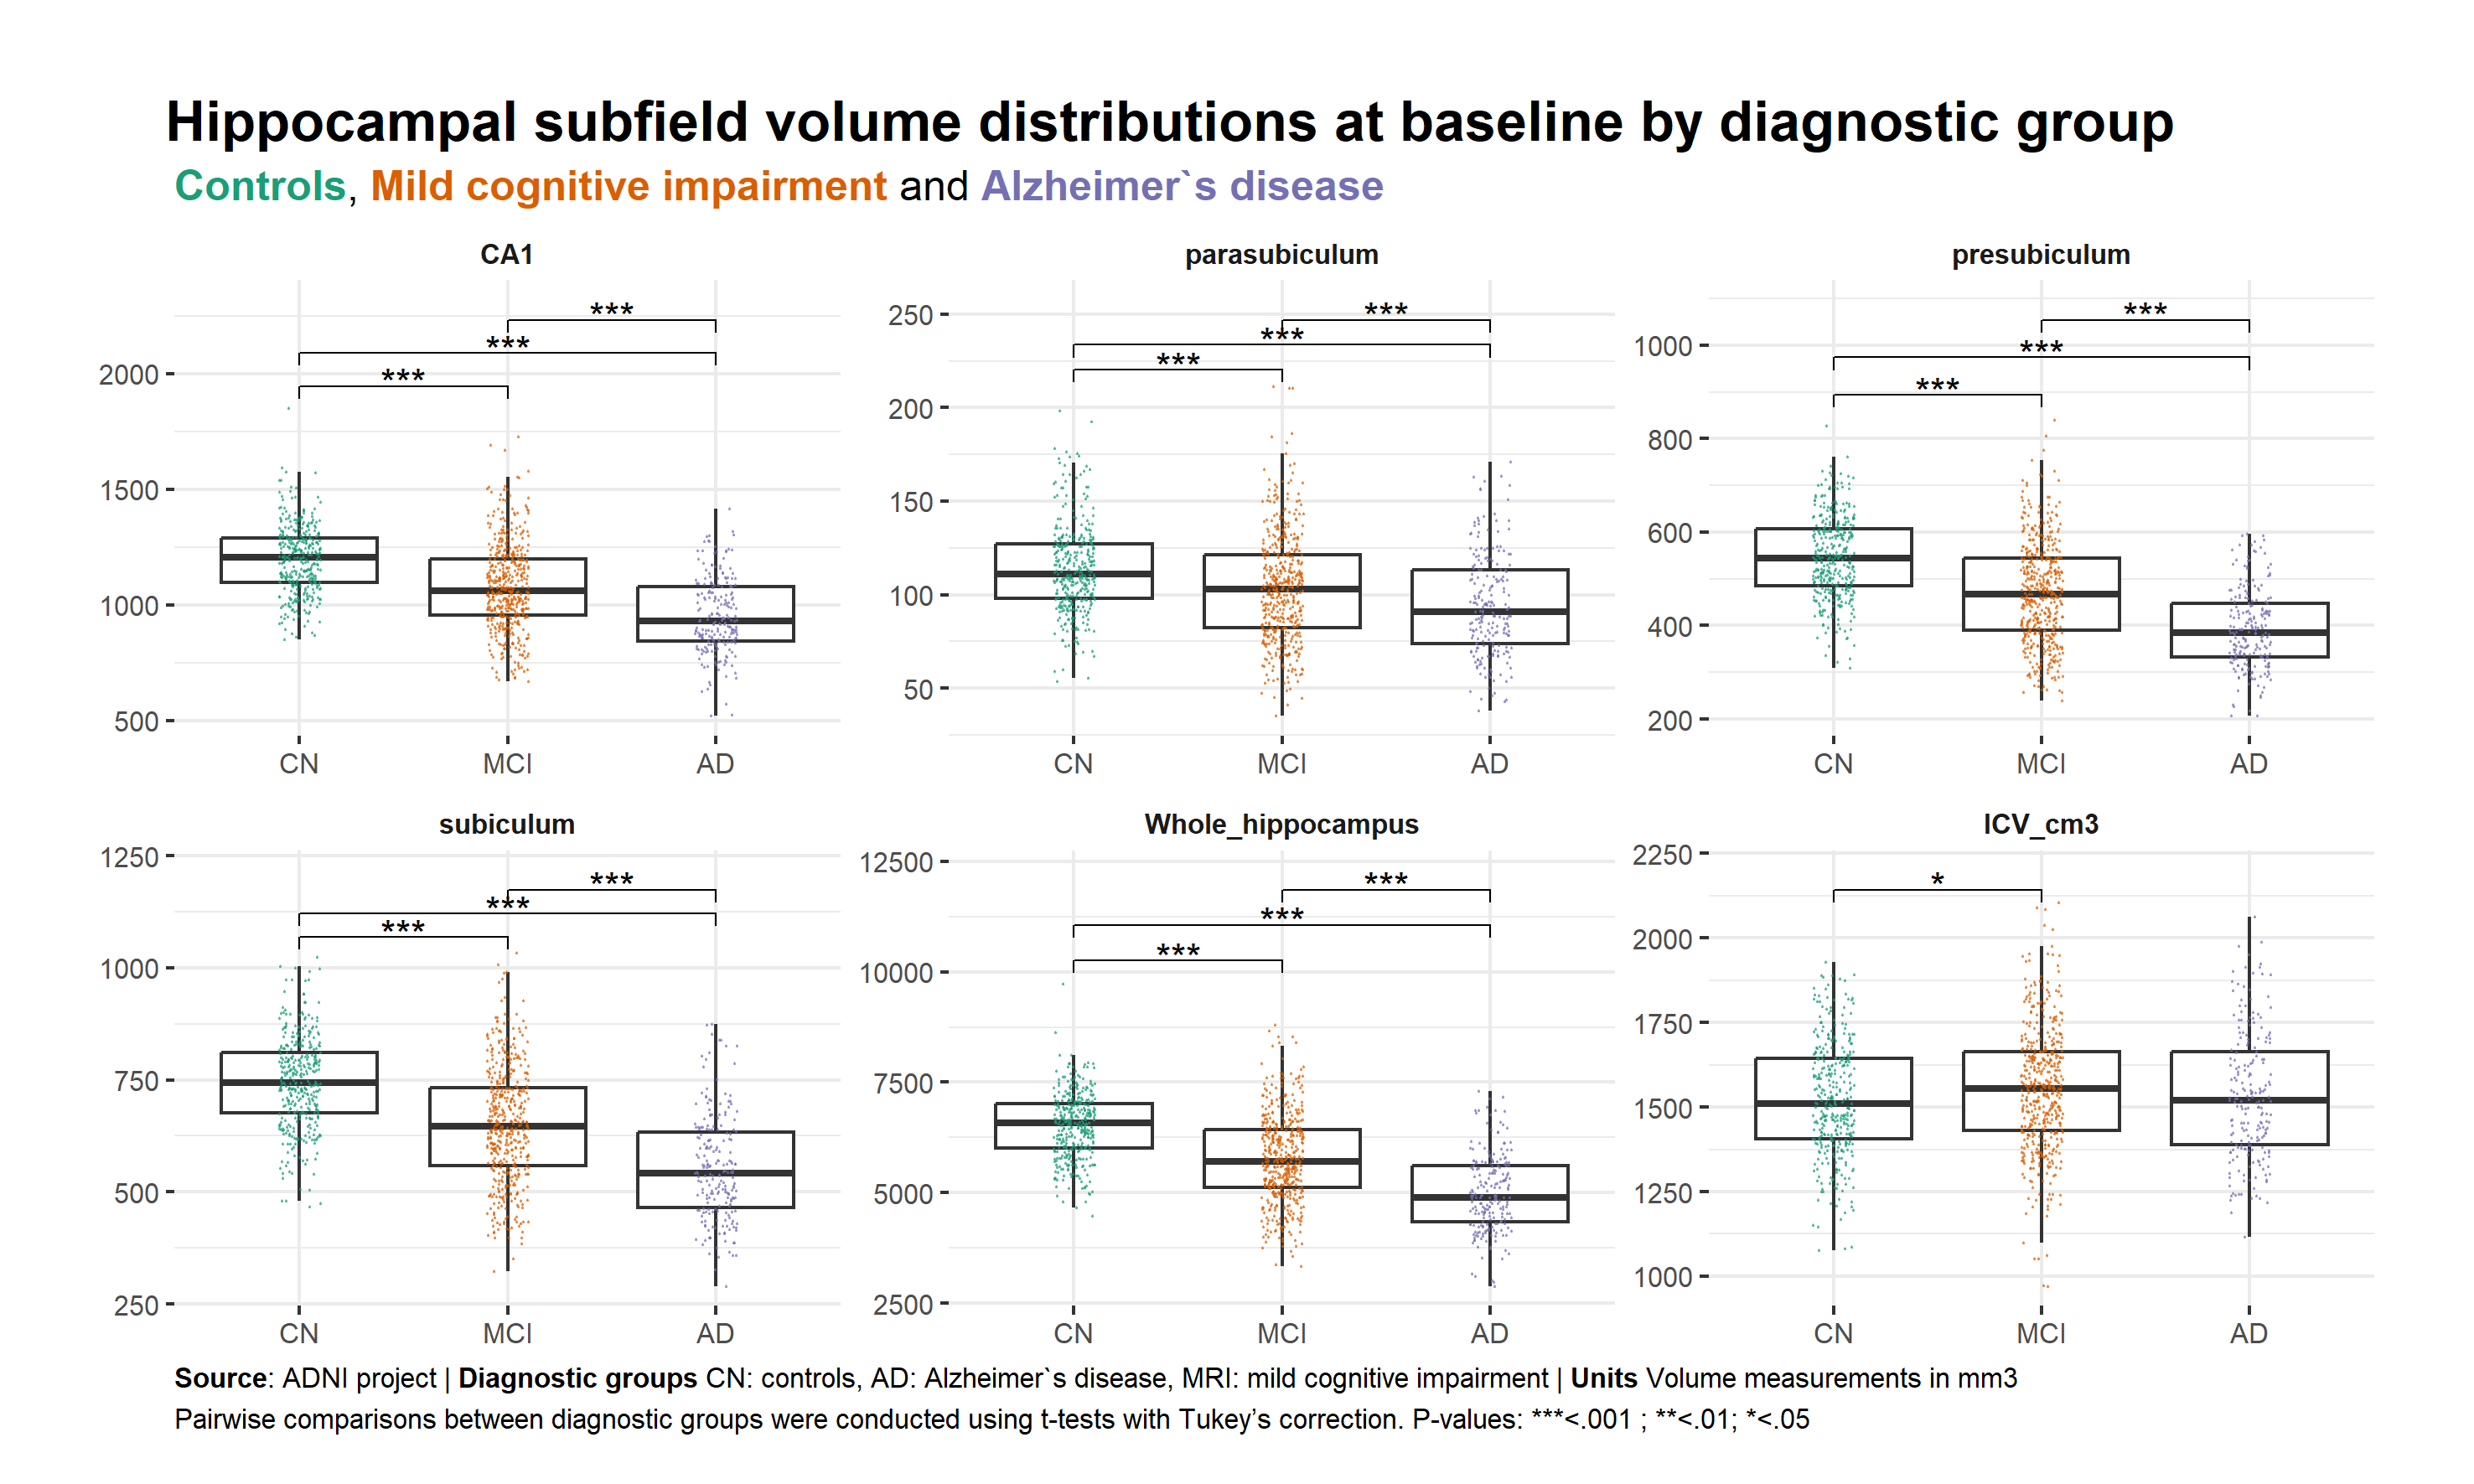 Hippocampal subfield volume distributions at baseline by diagnostic group
Controls, Mild cognitive impairment and Alzheimer`s disease
CA1
***
***
***
2000
1500
1000
500
CN MCI AD
parasubiculum
250
***
***
***
200
150
100
50
CN MCI AD
presubiculum
***
1000
***
***
800
600
400
200
CN MCI AD
subiculum
1250
***
***
***
1000
750
500
250
CN MCI AD
Whole_hippocampus
12500
***
***
***
10000
7500
5000
2500
CN MCI AD
ICV_cm3
2250
*
2000
1750
1500
1250
1000
CN MCI AD
Source: ADNI project | Diagnostic groups CN: controls, AD: Alzheimer`s disease, MRI: mild cognitive impairment | Units Volume measurements in mm3
Pairwise comparisons between diagnostic groups were conducted using t-tests with Tukey’s correction. P-values: ***<.001 ; **<.01; *<.05